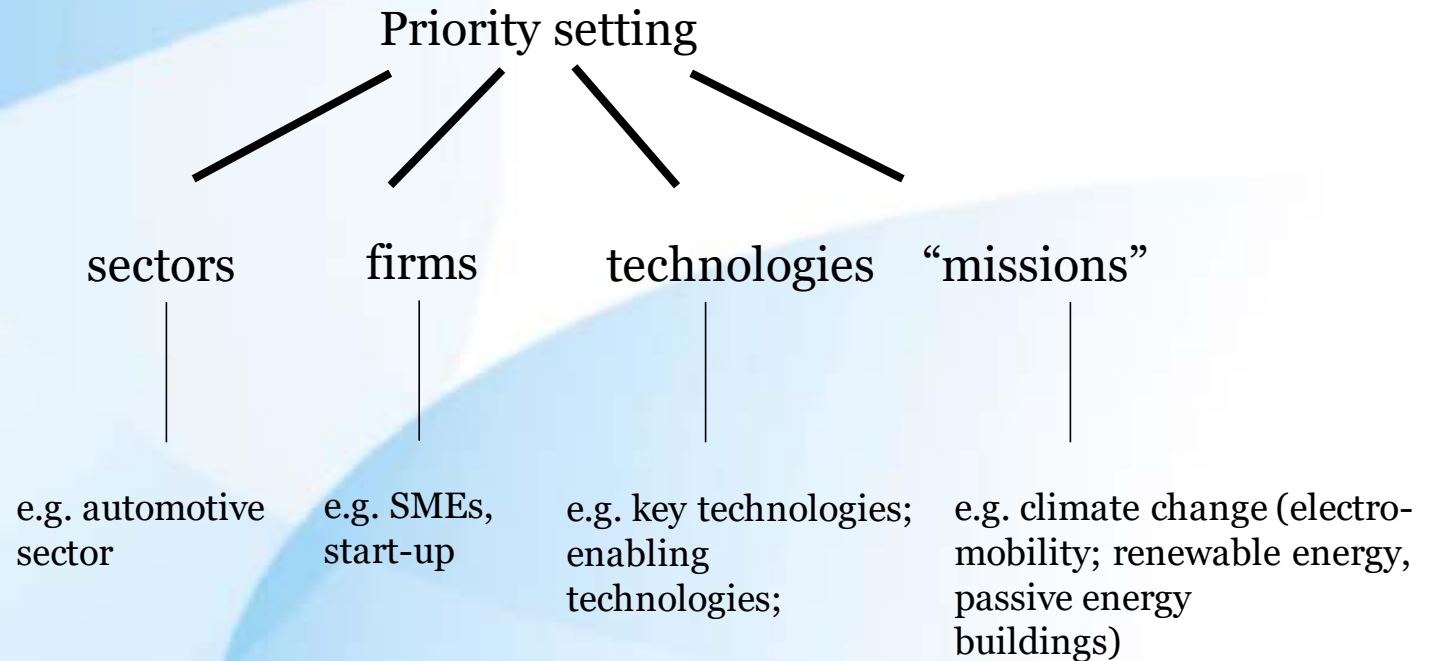 Priority setting
sectors
firms
technologies
“missions”
e.g. automotive
sector
e.g. SMEs,
start-up
e.g. key technologies;
enabling
technologies;
e.g. climate change (electro-
mobility; renewable energy,
passive energy
buildings)